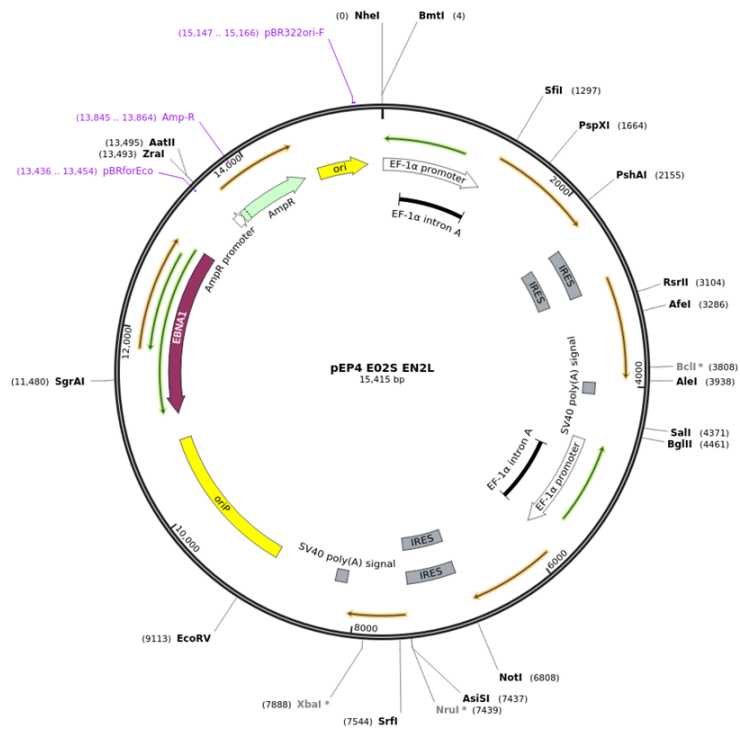 (0) NheI
BmtI (4)
(15,147 .. 15,166) pBR322ori-F
SfiI (1297)
(13,845 .. 13,864) Amp-R
PspXI (1664)
(13,495) AatII
(13,493) ZraI
(13,436 .. 13,454) pBRforEco
PshAI (2155)
14,000
2000
ori
EF-1α promoter
AmpR
EF-1α intron A
AmpR promoter
IRES
IRES
RsrII (3104)
AfeI (3286)
EBNA1
12,000
SV40 poly(A) signal
4000
BclI * (3808)
AleI (3938)
pEP4 E02S EN2L
15,415 bp
(11,480) SgrAI
SalI (4371)
BglII (4461)
EF-1α intron A
EF-1α promoter
oriP
10,000
IRES
IRES
SV40 poly(A) signal
6000
8000
(9113) EcoRV
NotI (6808)
AsiSI (7437)
NruI * (7439)
(7888) XbaI *
(7544) SrfI